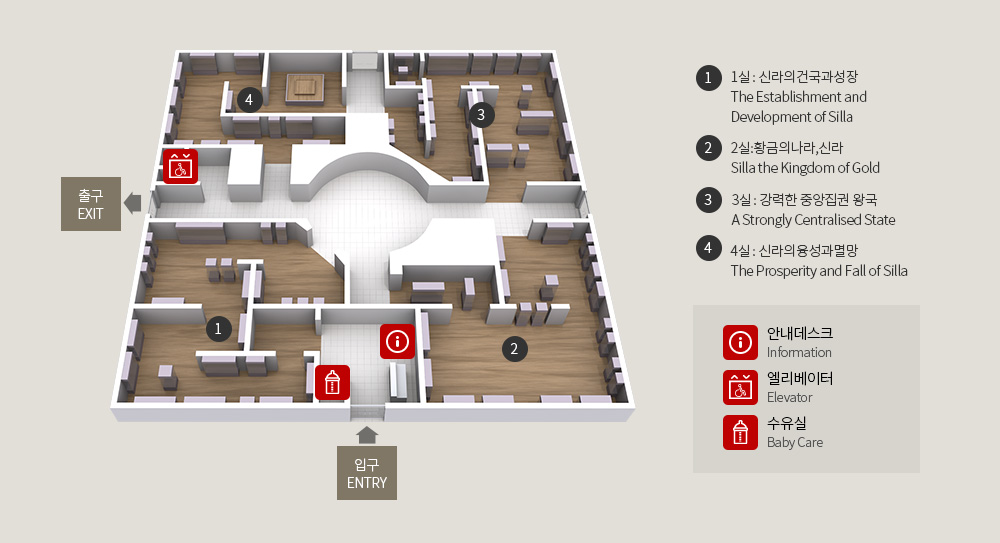 4
3
출구
EXIT
1
2
입구
ENTRY
1
1실 : 신라의건국과성장
The Establishment and
Development of Silla
2
2실:황금의나라,신라
Silla the Kingdom of Gold
3
3실 : 강력한 중앙집권 왕국
A Strongly Centralised State
4
4실 : 신라의융성과멸망
The Prosperity and Fall of Silla
안내데스크
Information
엘리베이터
Elevator
수유실
Baby Care